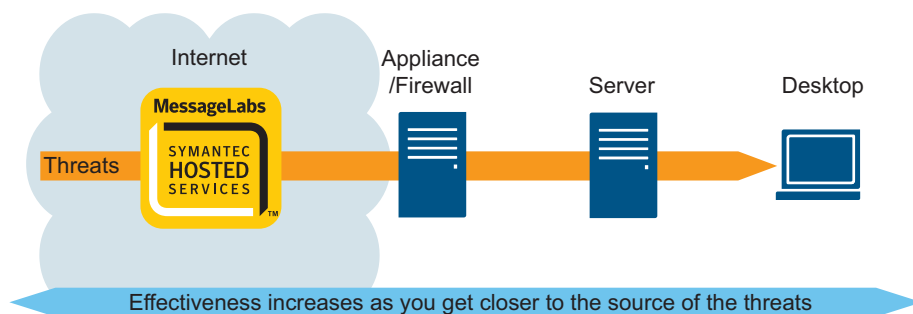 Internet
Appliance
/Firewall
Server
Desktop
MessageLabs
Threats
SYMANTEC
HOSTED
SERVICES
TM
Effectiveness increases as you get closer to the source of the threats